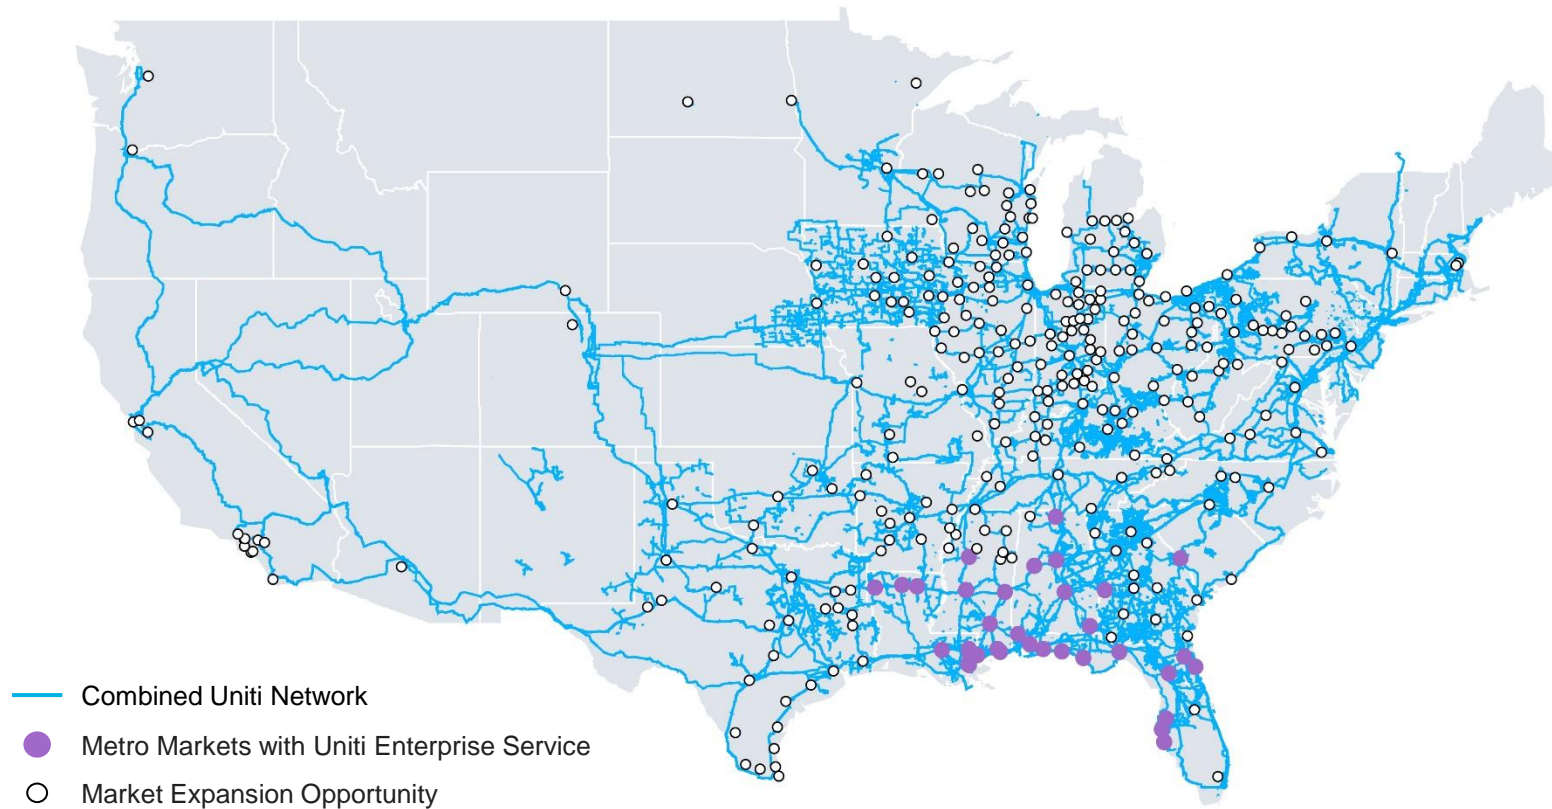 Combined Uniti Network
Metro Markets with Uniti Enterprise Service
Market Expansion Opportunity